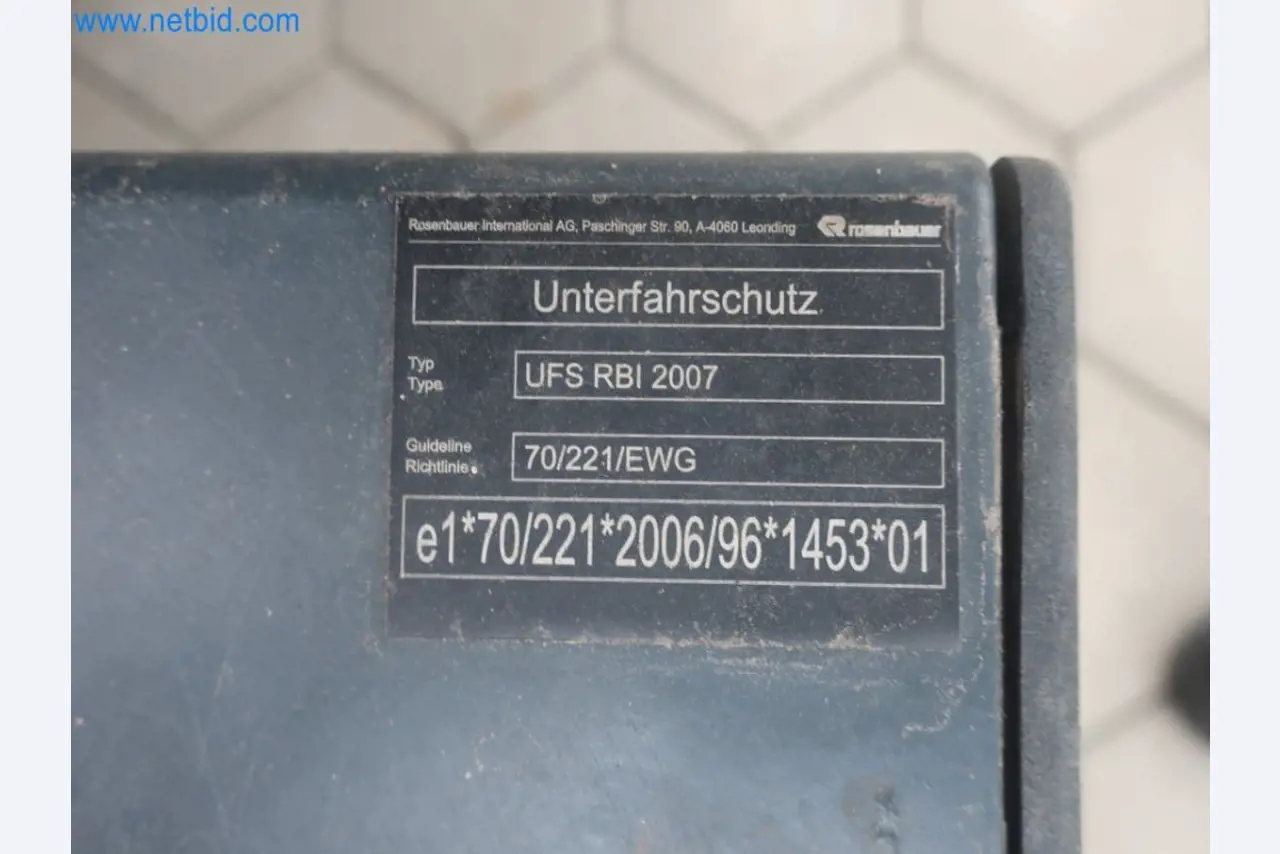 www.netbid.com
Rosenbauer International AG, Paschinger Str. 90, A-4060 Leonding rosenbauer
Unterfahrschutz
Typ
Type
UFS RBI 2007
Guideline
Richtlinie
70/221/EWG
e1*70/221*2006/96*1453*01